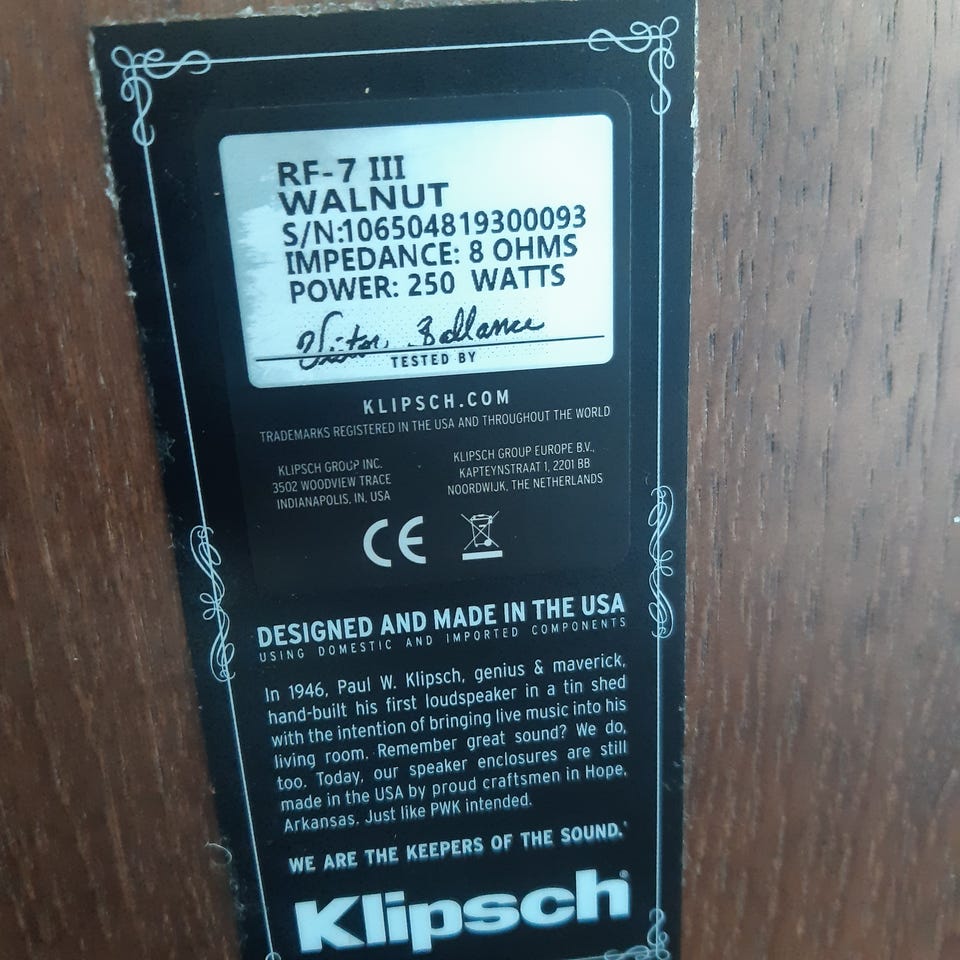 RF-7 III
WALNUT
S/N:106504819300093
IMPEDANCE: 8 OHMS
POWER: 250 WATTS
Victor Ballance
TESTED BY
KLIPSCH.COM
TRADEMARKS REGISTERED IN THE USA AND THROUGHOUT THE WORLD
KLIPSCH GROUP INC.
3502 WOODVIEW TRACE
INDIANAPOLIS, IN, USA
KLIPSCH GROUP EUROPE B.V.,
KAPTEYNSTRAAT 1, 2201 BB
NOORDWIJK, THE NETHERLANDS
CE
DESIGNED AND MADE IN THE USA
USING DOMESTIC AND IMPORTED COMPONENTS
In 1946, Paul W. Klipsch, genius & maverick,
hand-built his first loudspeaker in a tin shed
with the intention of bringing live music into his
living room. Remember great sound? We do,
too. Today, our speaker enclosures are still
made in the USA by proud craftsmen in Hope,
Arkansas. Just like PWK intended.
WE ARE THE KEEPERS OF THE SOUND.
Klipsch